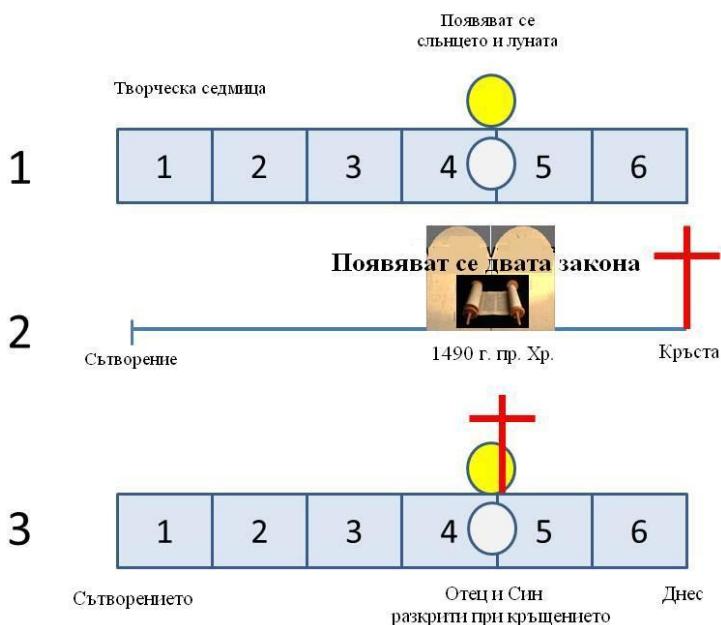 Появяват се
слънцето и луната
Творческа седмица
1
1 2 3 4 5 6
Появяват се двата закона
2
Сътворение
1490 г. пр. Хр.
Кръста
3
1 2 3 4 5 6
Сътворението
Отец и Син
разкрити при кръщението
Днес